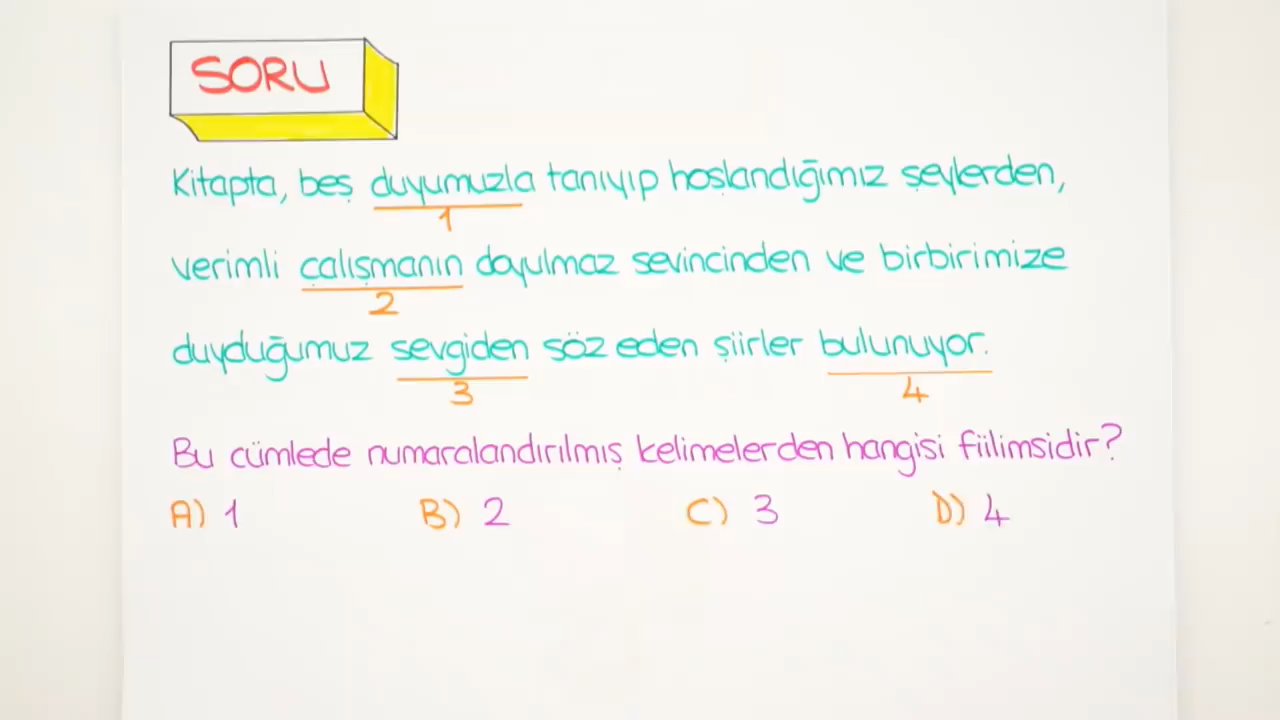 SORU
Kitapta, beş duyumuzla tanıyıp hoşlandığımız şeylerden,
1
verimli çalışmanın doyulmaz sevincinden ve birbirimize
2
duyduğumuz sevgiden söz eden şiirler bulunuyor.
3 4
Bu cümlede numaralandırılmış kelimelerden hangisi fiilimsidir?
A) 1 B) 2 C) 3 D) 4